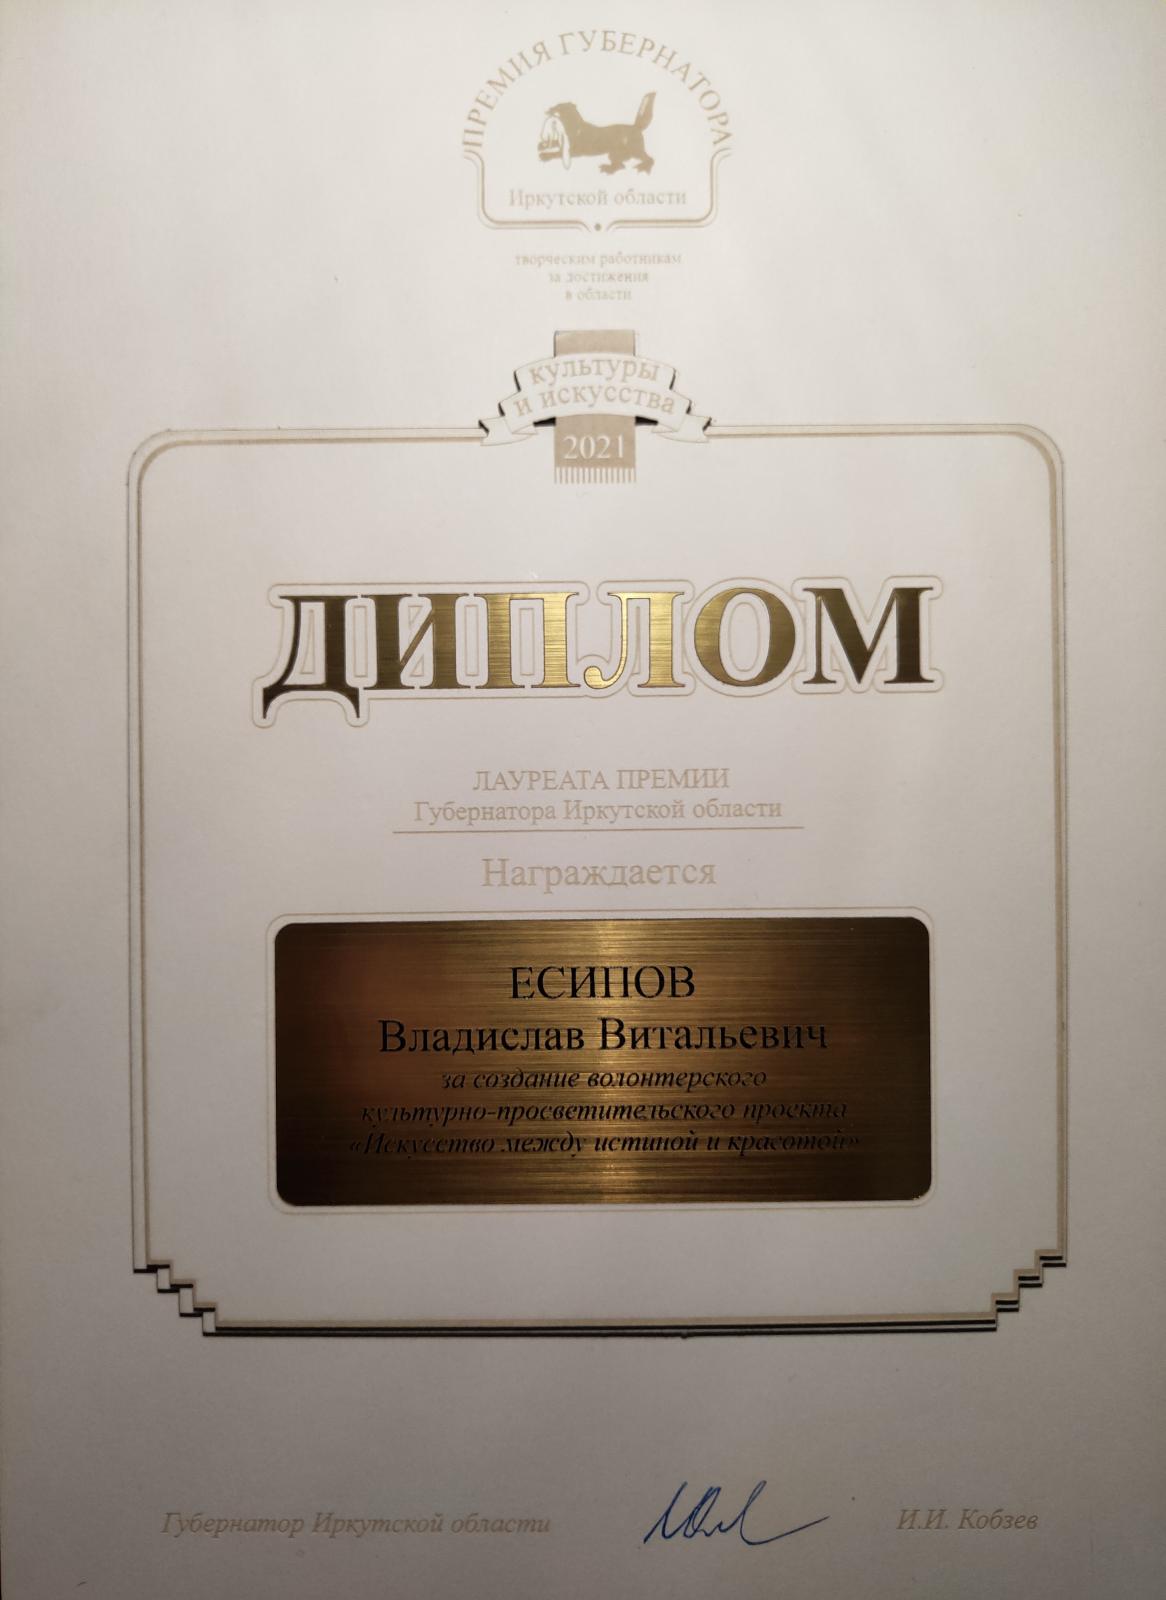 ПРЕМИЯ ГУБЕРНАТОРА
Иркутской области
творческим работникам
за достижения
в области
культуры
и искусства
2021
ДИПЛОМ
ЛАУРЕАТА ПРЕМИИ
Губернатора Иркутской области
Награждается
ЕСИПОВ
Владислав Витальевич
за создание волонтерского
культурно-просветительского проекта
«Искусство между истиной и красотой»
Губернатор Иркутской области
И.И. Кобзев